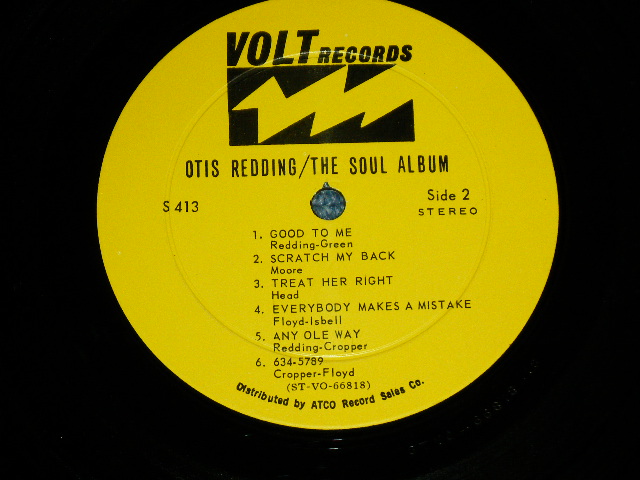 VOLT RECORDS
OTIS REDDING/THE SOUL ALBUM
S 413
Side 2
STEREO
1. GOOD TO ME
Redding-Green
2. SCRATCH MY BACK
Moore
3. TREAT HER RIGHT
Head
4. EVERYBODY MAKES A MISTAKE
Floyd-Isbell
5. ANY OLE WAY
Redding-Cropper
6. 634-5789
Cropper-Floyd
(ST-VO-66818)
Distributed by ATCO Record Sales Co.